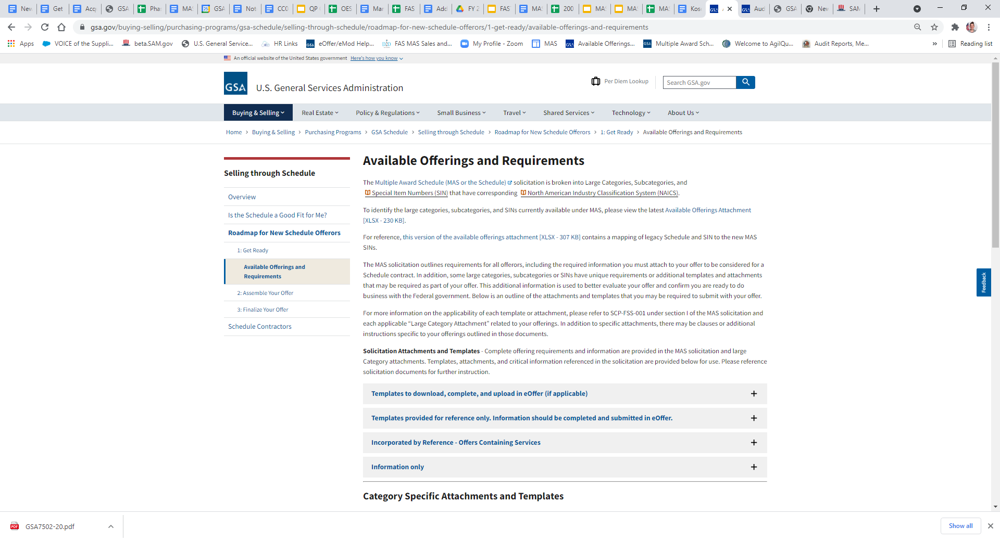 New Get Acq GSA Pha MAS GSA Not CCO QP OES Mar FAS Add FY 2 FAS MAS 200 MAS MAS MAS Kos Aud GSA New SAM
gsa.gov/buying-selling/purchasing-programs/gsa-schedule/selling-through-schedule/roadmap-for-new-schedule-offerors/1-get-ready/available-offerings-and-requirements
Apps VOICE of the Suppli... beta.SAM.gov U.S. General Service... HR Links eOffer/eMod Help... FAS MAS Sales and... My Profile - Zoom MAS Available Offerings... Multiple Award Sch... Welcome to AgilQu... Audit Reports, Me... » Reading list
An official website of the United States government Here's how you know
GSA U.S. General Services Administration
Per Diem Lookup Search GSA.gov
Buying & Selling Real Estate Policy & Regulations Small Business Travel Shared Services Technology About Us
Home > Buying & Selling > Purchasing Programs > GSA Schedule > Selling through Schedule > Roadmap for New Schedule Offerors > 1: Get Ready > Available Offerings and Requirements
Selling through Schedule
Overview
Is the Schedule a Good Fit for Me?
Roadmap for New Schedule Offerors
1: Get Ready
Available Offerings and
Requirements
2: Assemble Your Offer
3: Finalize Your Offer
Schedule Contractors
Available Offerings and Requirements
The Multiple Award Schedule (MAS or the Schedule) solicitation is broken into Large Categories, Subcategories, and
Special Item Numbers (SIN) that have corresponding North American Industry Classification System (NAICS).
To identify the large categories, subcategories, and SINs currently available under MAS, please view the latest Available Offerings Attachment
[XLSX - 230 KB].
For reference, this version of the available offerings attachment [XLSX - 307 KB] contains a mapping of legacy Schedule and SIN to the new MAS
SINs.
The MAS solicitation outlines requirements for all offerors, including the required information you must attach to your offer to be considered for a
Schedule contract. In addition, some large categories, subcategories or SINs have unique requirements or additional templates and attachments
that may be required as part of your offer. This additional information is used to better evaluate your offer and confirm you are ready to do
business with the Federal government. Below is an outline of the attachments and templates that you may be required to submit with your offer.
For more information on the applicability of each template or attachment, please refer to SCP-FSS-001 under section I of the MAS solicitation and
each applicable “Large Category Attachment” related to your offerings. In addition to specific attachments, there may be clauses or additional
instructions specific to your offerings outlined in those documents.
Solicitation Attachments and Templates - Complete offering requirements and information are provided in the MAS solicitation and large
Category attachments. Templates, attachments, and critical information referenced in the solicitation are provided below for use. Please reference
solicitation documents for further instruction.
Templates to download, complete, and upload in eOffer (if applicable) +
Templates provided for reference only. Information should be completed and submitted in eOffer. +
Incorporated by Reference - Offers Containing Services +
Information only +
Category Specific Attachments and Templates
Feedback
GSA7502-20.pdf
Show all